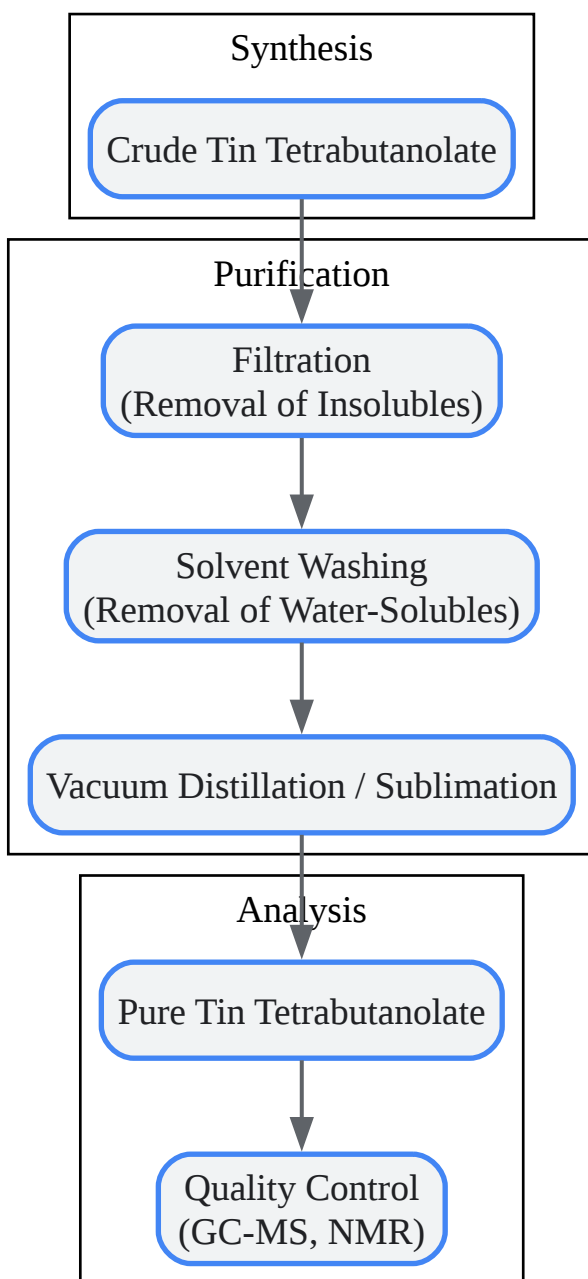 Synthesis
Crude Tin Tetrabutanolate
Purification
Filtration
(Removal of Insolubles)
Solvent Washing
(Removal of Water-Solubles)
Vacuum Distillation / Sublimation
Analysis
Pure Tin Tetrabutanolate
Quality Control
(GC-MS, NMR)